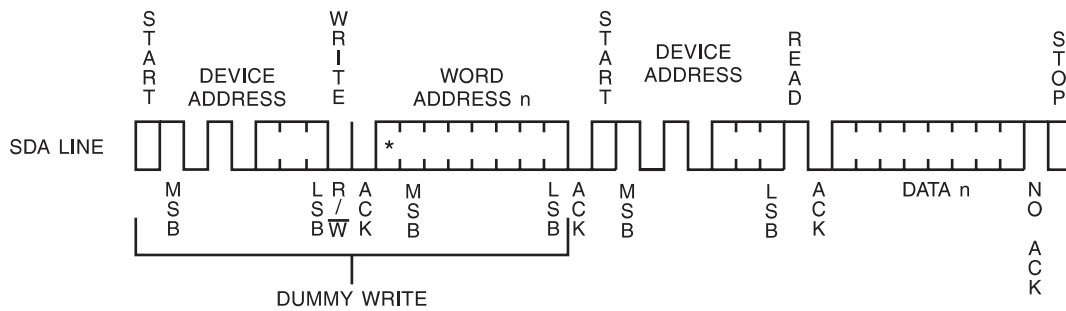 START
WRITE
START
READ
STOP
DEVICE
ADDRESS
WORD
ADDRESS n
DEVICE
ADDRESS
SDA LINE
*
MSB
LSB
R/W
ACK
MSB
LSB
ACK
MSB
LSB
ACK
DATA n
NO ACK
DUMMY WRITE